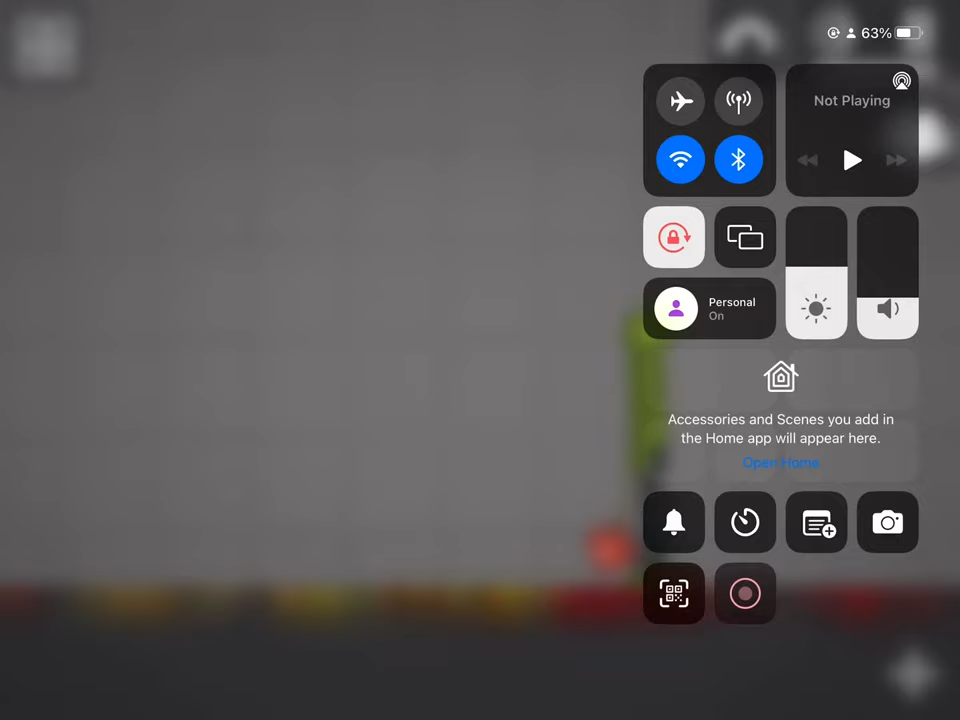 63%
Not Playing
Personal
On
Accessories and Scenes you add in
the Home app will appear here.
Open Home